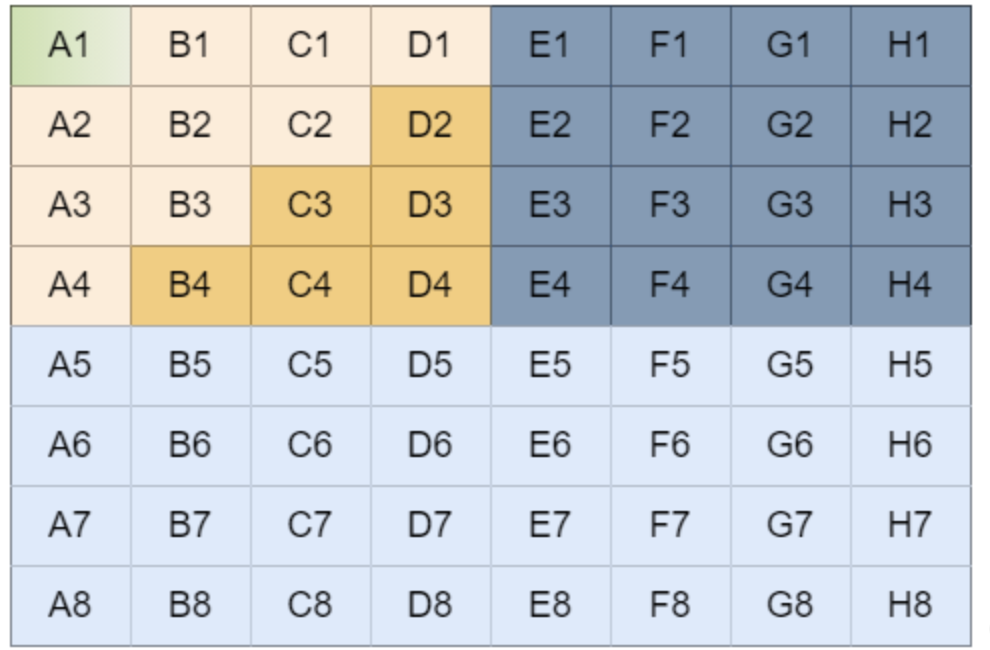 A1 B1 C1 D1 E1 F1 G1 H1
A2 B2 C2 D2 E2 F2 G2 H2
A3 B3 C3 D3 E3 F3 G3 H3
A4 B4 C4 D4 E4 F4 G4 H4
A5 B5 C5 D5 E5 F5 G5 H5
A6 B6 C6 D6 E6 F6 G6 H6
A7 B7 C7 D7 E7 F7 G7 H7
A8 B8 C8 D8 E8 F8 G8 H8